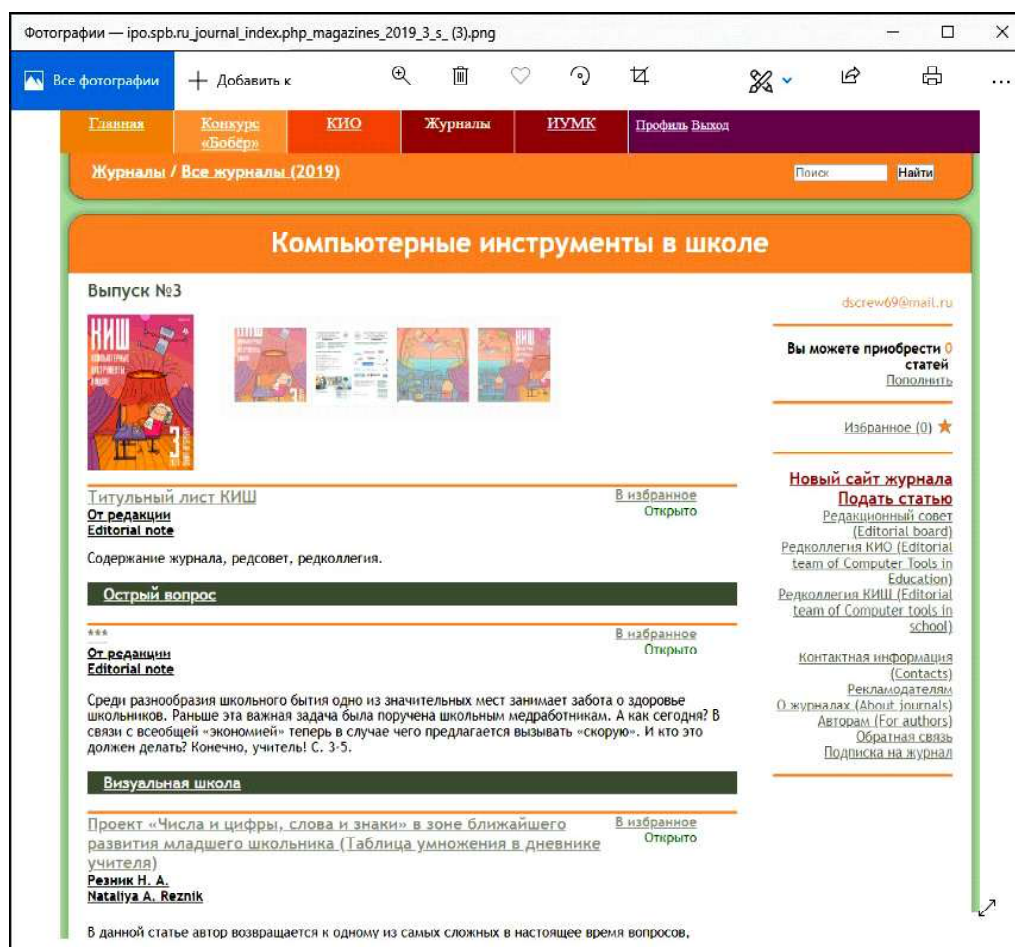 Фотографии — ipo.spb.ru_journal_index.php_magazines_2019_3_s_ (3).png
Все фотографии
Добавить к
Главная
Конкурс
«Бобёр»
КИО
Журналы
ИУМК
Профиль Выход
Журналы / Все журналы (2019)
Поиск
Найти
Компьютерные инструменты в школе
Выпуск №3
КИШ
КОМПЬЮТЕРНЫЕ
ИНСТРУМЕНТЫ
В ШКОЛЕ
3
Титульный лист КИШ
В избранное
От редакции
Открыто
Editorial note
Содержание журнала, редсовет, редколлегия.
Острый вопрос
***
В избранное
От редакции
Открыто
Editorial note
Среди разнообразия школьного бытия одно из значительных мест занимает забота о здоровье
школьников. Раньше эта важная задача была поручена школьным медработникам. А как сегодня? В
связи с всеобщей «экономией» теперь в случае чего предлагается вызывать «скорую». И кто это
должен делать? Конечно, учитель! С. 3-5.
Визуальная школа
Проект «Числа и цифры, слова и знаки» в зоне ближайшего
развития младшего школьника (Таблица умножения в дневнике
учителя)
В избранное
Открыто
Резник Н. А.
Nataliya A. Reznik
В данной статье автор возвращается к одному из самых сложных в настоящее время вопросов,
dscrew69@mail.ru
Вы можете приобрести 0
статей
Пополнить
Избранное (0)
Новый сайт журнала
Подать статью
Редакционный совет
(Editorial board)
Редколлегия КИО (Editorial
team of Computer Tools in
Education)
Редколлегия КИШ (Editorial
team of Computer tools in
school)
Контактная информация
(Contacts)
Рекламодателям
О журналах (About journals)
Авторам (For authors)
Обратная связь
Подписка на журнал